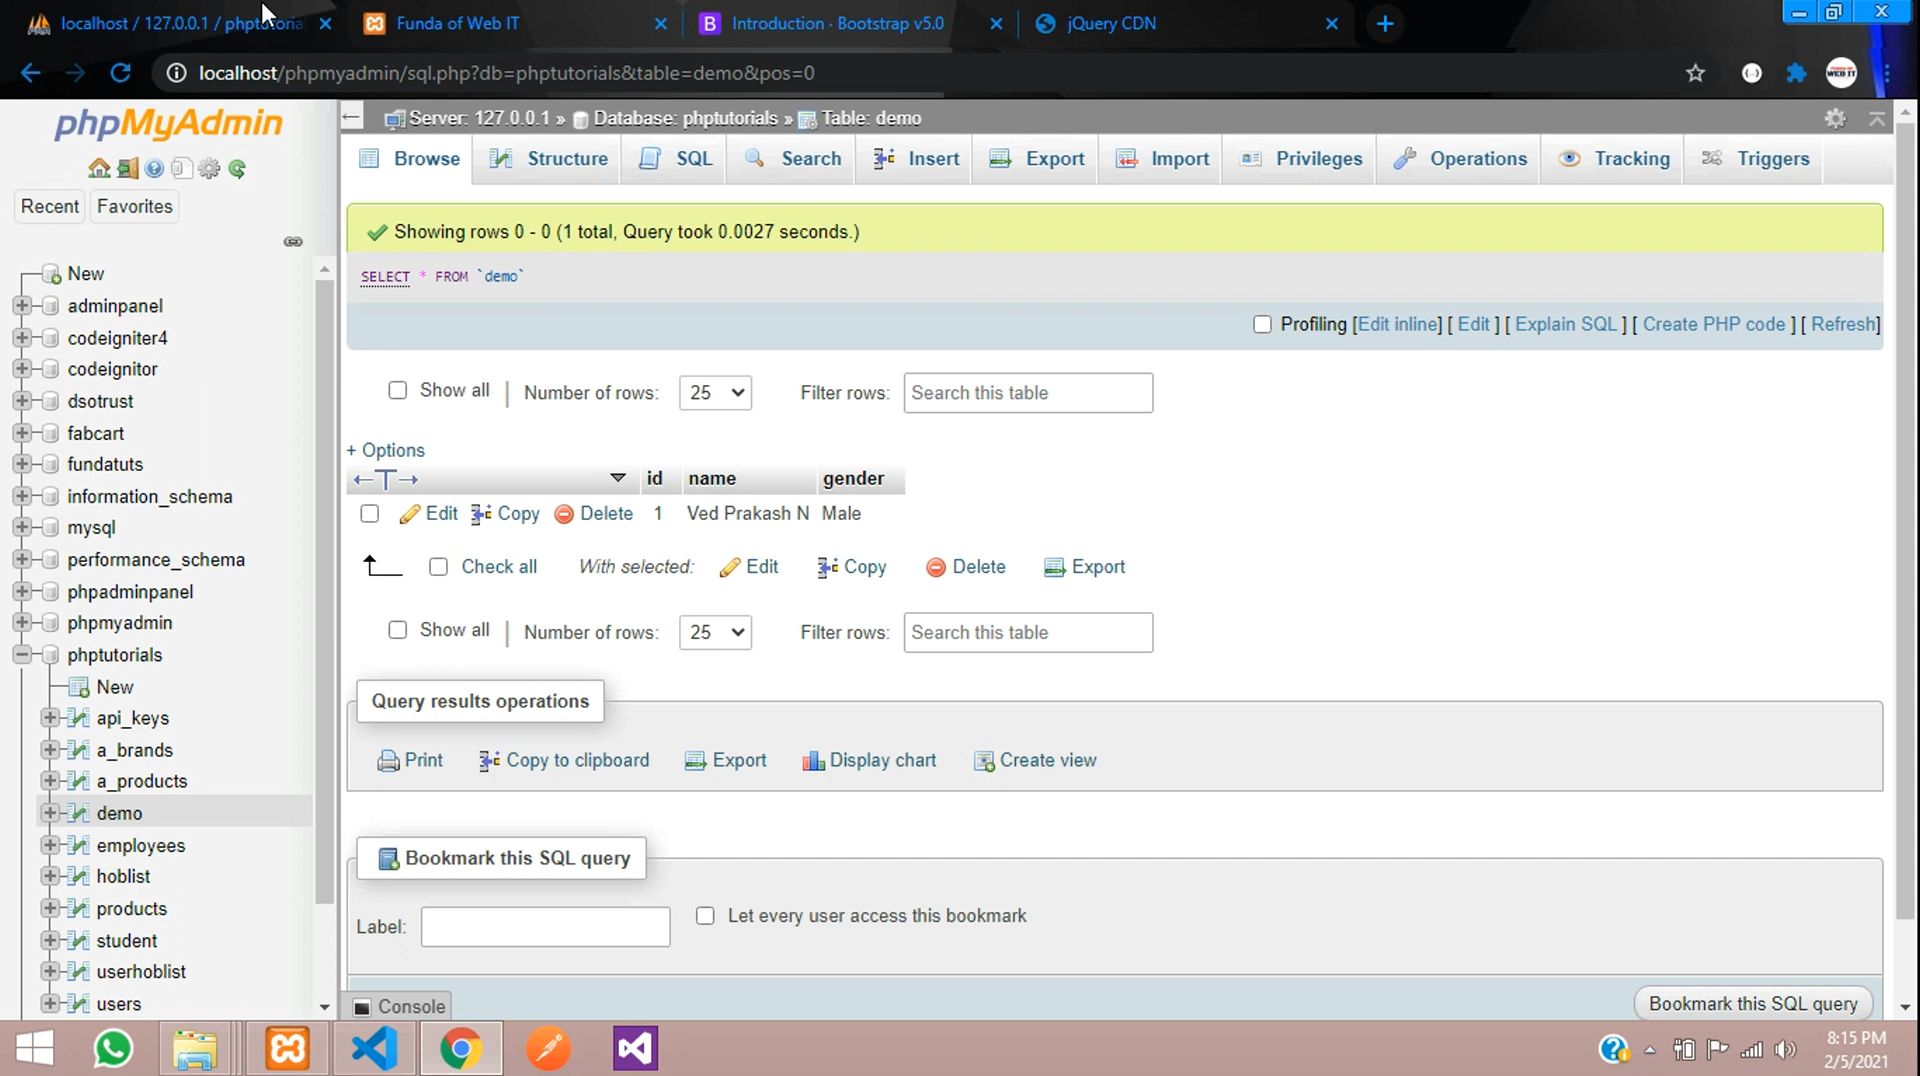 localhost / 127.0.0.1 / phptutoria
Funda of Web IT
Introduction · Bootstrap v5.0
jQuery CDN
localhost/phpmyadmin/sql.php?db=phptutorials&table=demo&pos=0
WEB IT
phpMyAdmin
Recent
Favorites
New
adminpanel
codeigniter4
codeignitor
dsotrust
fabcart
fundatuts
information_schema
mysql
performance_schema
phpadminpanel
phpmyadmin
phptutorials
New
api_keys
a_brands
a_products
demo
employees
hoblist
products
student
userhoblist
users
Server: 127.0.0.1 » Database: phptutorials » Table: demo
Browse Structure SQL Search Insert Export Import Privileges Operations Tracking Triggers
Showing rows 0 - 0 (1 total, Query took 0.0027 seconds.)
SELECT * FROM `demo`
Profiling [Edit inline] [ Edit ] [ Explain SQL ] [ Create PHP code ] [ Refresh]
Show all | Number of rows: 25 Filter rows: Search this table
+ Options
←T→ id name gender
Edit Copy Delete 1 Ved Prakash N Male
Check all With selected: Edit Copy Delete Export
Show all | Number of rows: 25 Filter rows: Search this table
Query results operations
Print Copy to clipboard Export Display chart Create view
Bookmark this SQL query
Label: Let every user access this bookmark
Console
Bookmark this SQL query
8:15 PM
2/5/2021